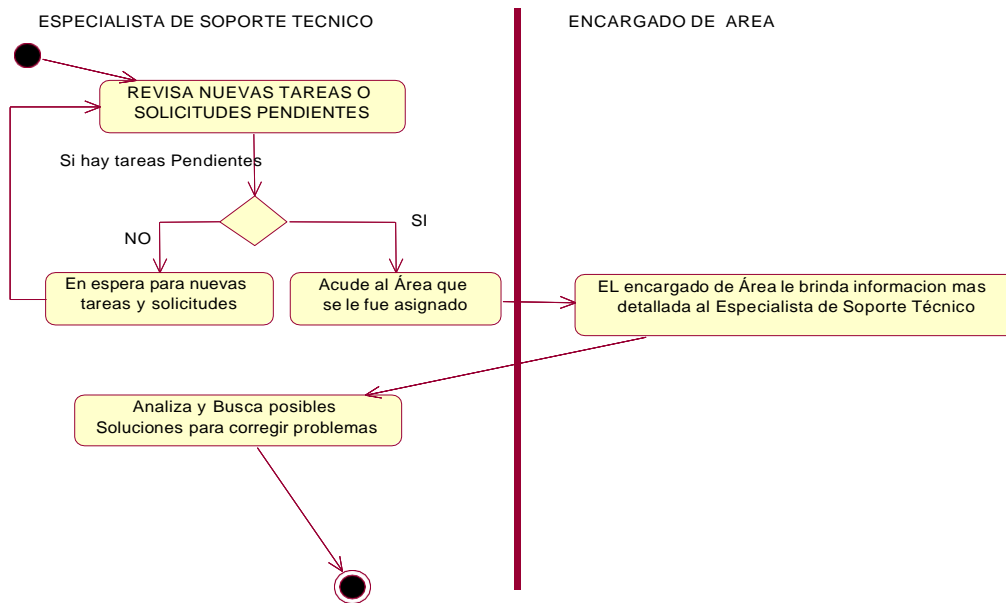 ESPECIALISTA DE SOPORTE TECNICO
ENCARGADO DE AREA
REVISA NUEVAS TAREAS O
SOLICITUDES PENDIENTES
Si hay tareas Pendientes
NO
SI
En espera para nuevas
tareas y solicitudes
Acude al Área que
se le fue asignado
EL encargado de Área le brinda informacion mas
detallada al Especialista de Soporte Técnico
Analiza y Busca posibles
Soluciones para corregir problemas